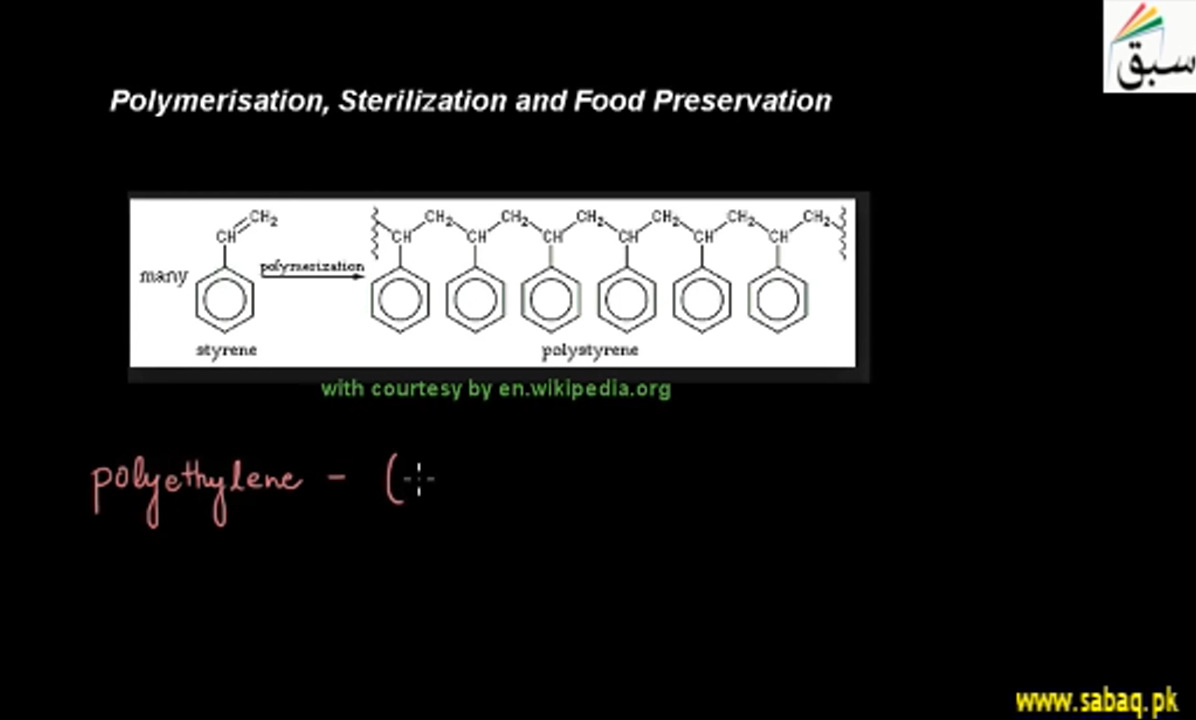 سبق
Polymerisation, Sterilization and Food Preservation
CH2 CH2 CH2 CH2 CH2 CH2 CH2
CH CH CH CH CH CH CH
many polymerization
styrene polystyrene
with courtesy by en.wikipedia.org
polyethylene - (
www.sabaq.pk